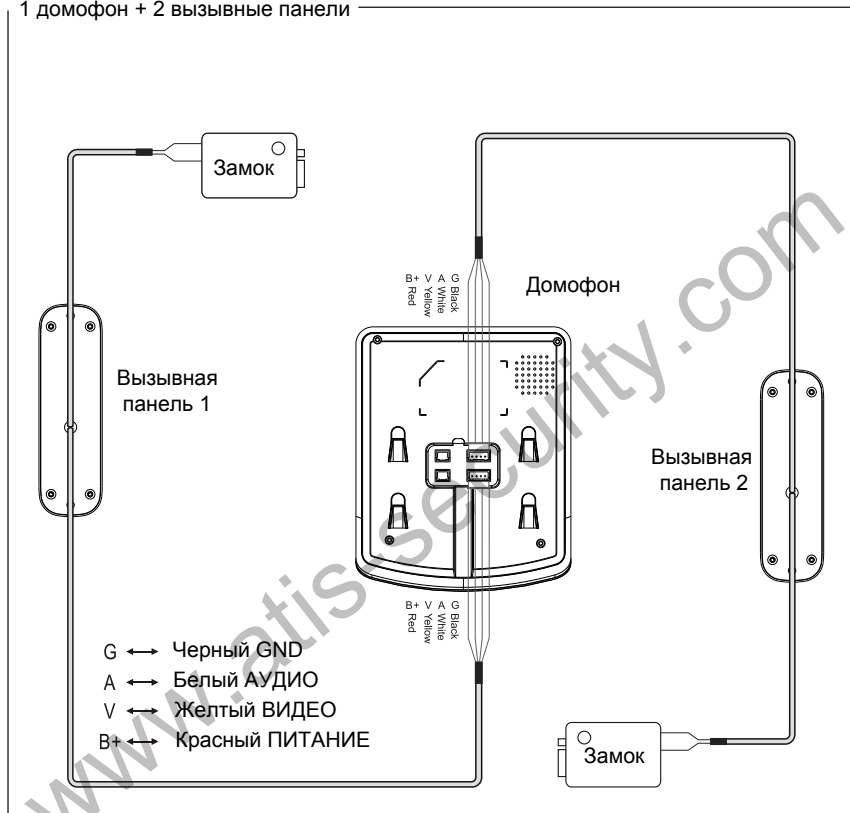 1 домофон + 2 вызывные панели
Замок
B+ Red
V Yellow
A White
G Black
Домофон
Вызывная
панель 1
Вызывная
панель 2
B+ Red
V Yellow
A White
G Black
G ↔ Черный GND
A ↔ Белый АУДИО
V ↔ Желтый ВИДЕО
B+ ↔ Красный ПИТАНИЕ
Замок
www.atis-security.com